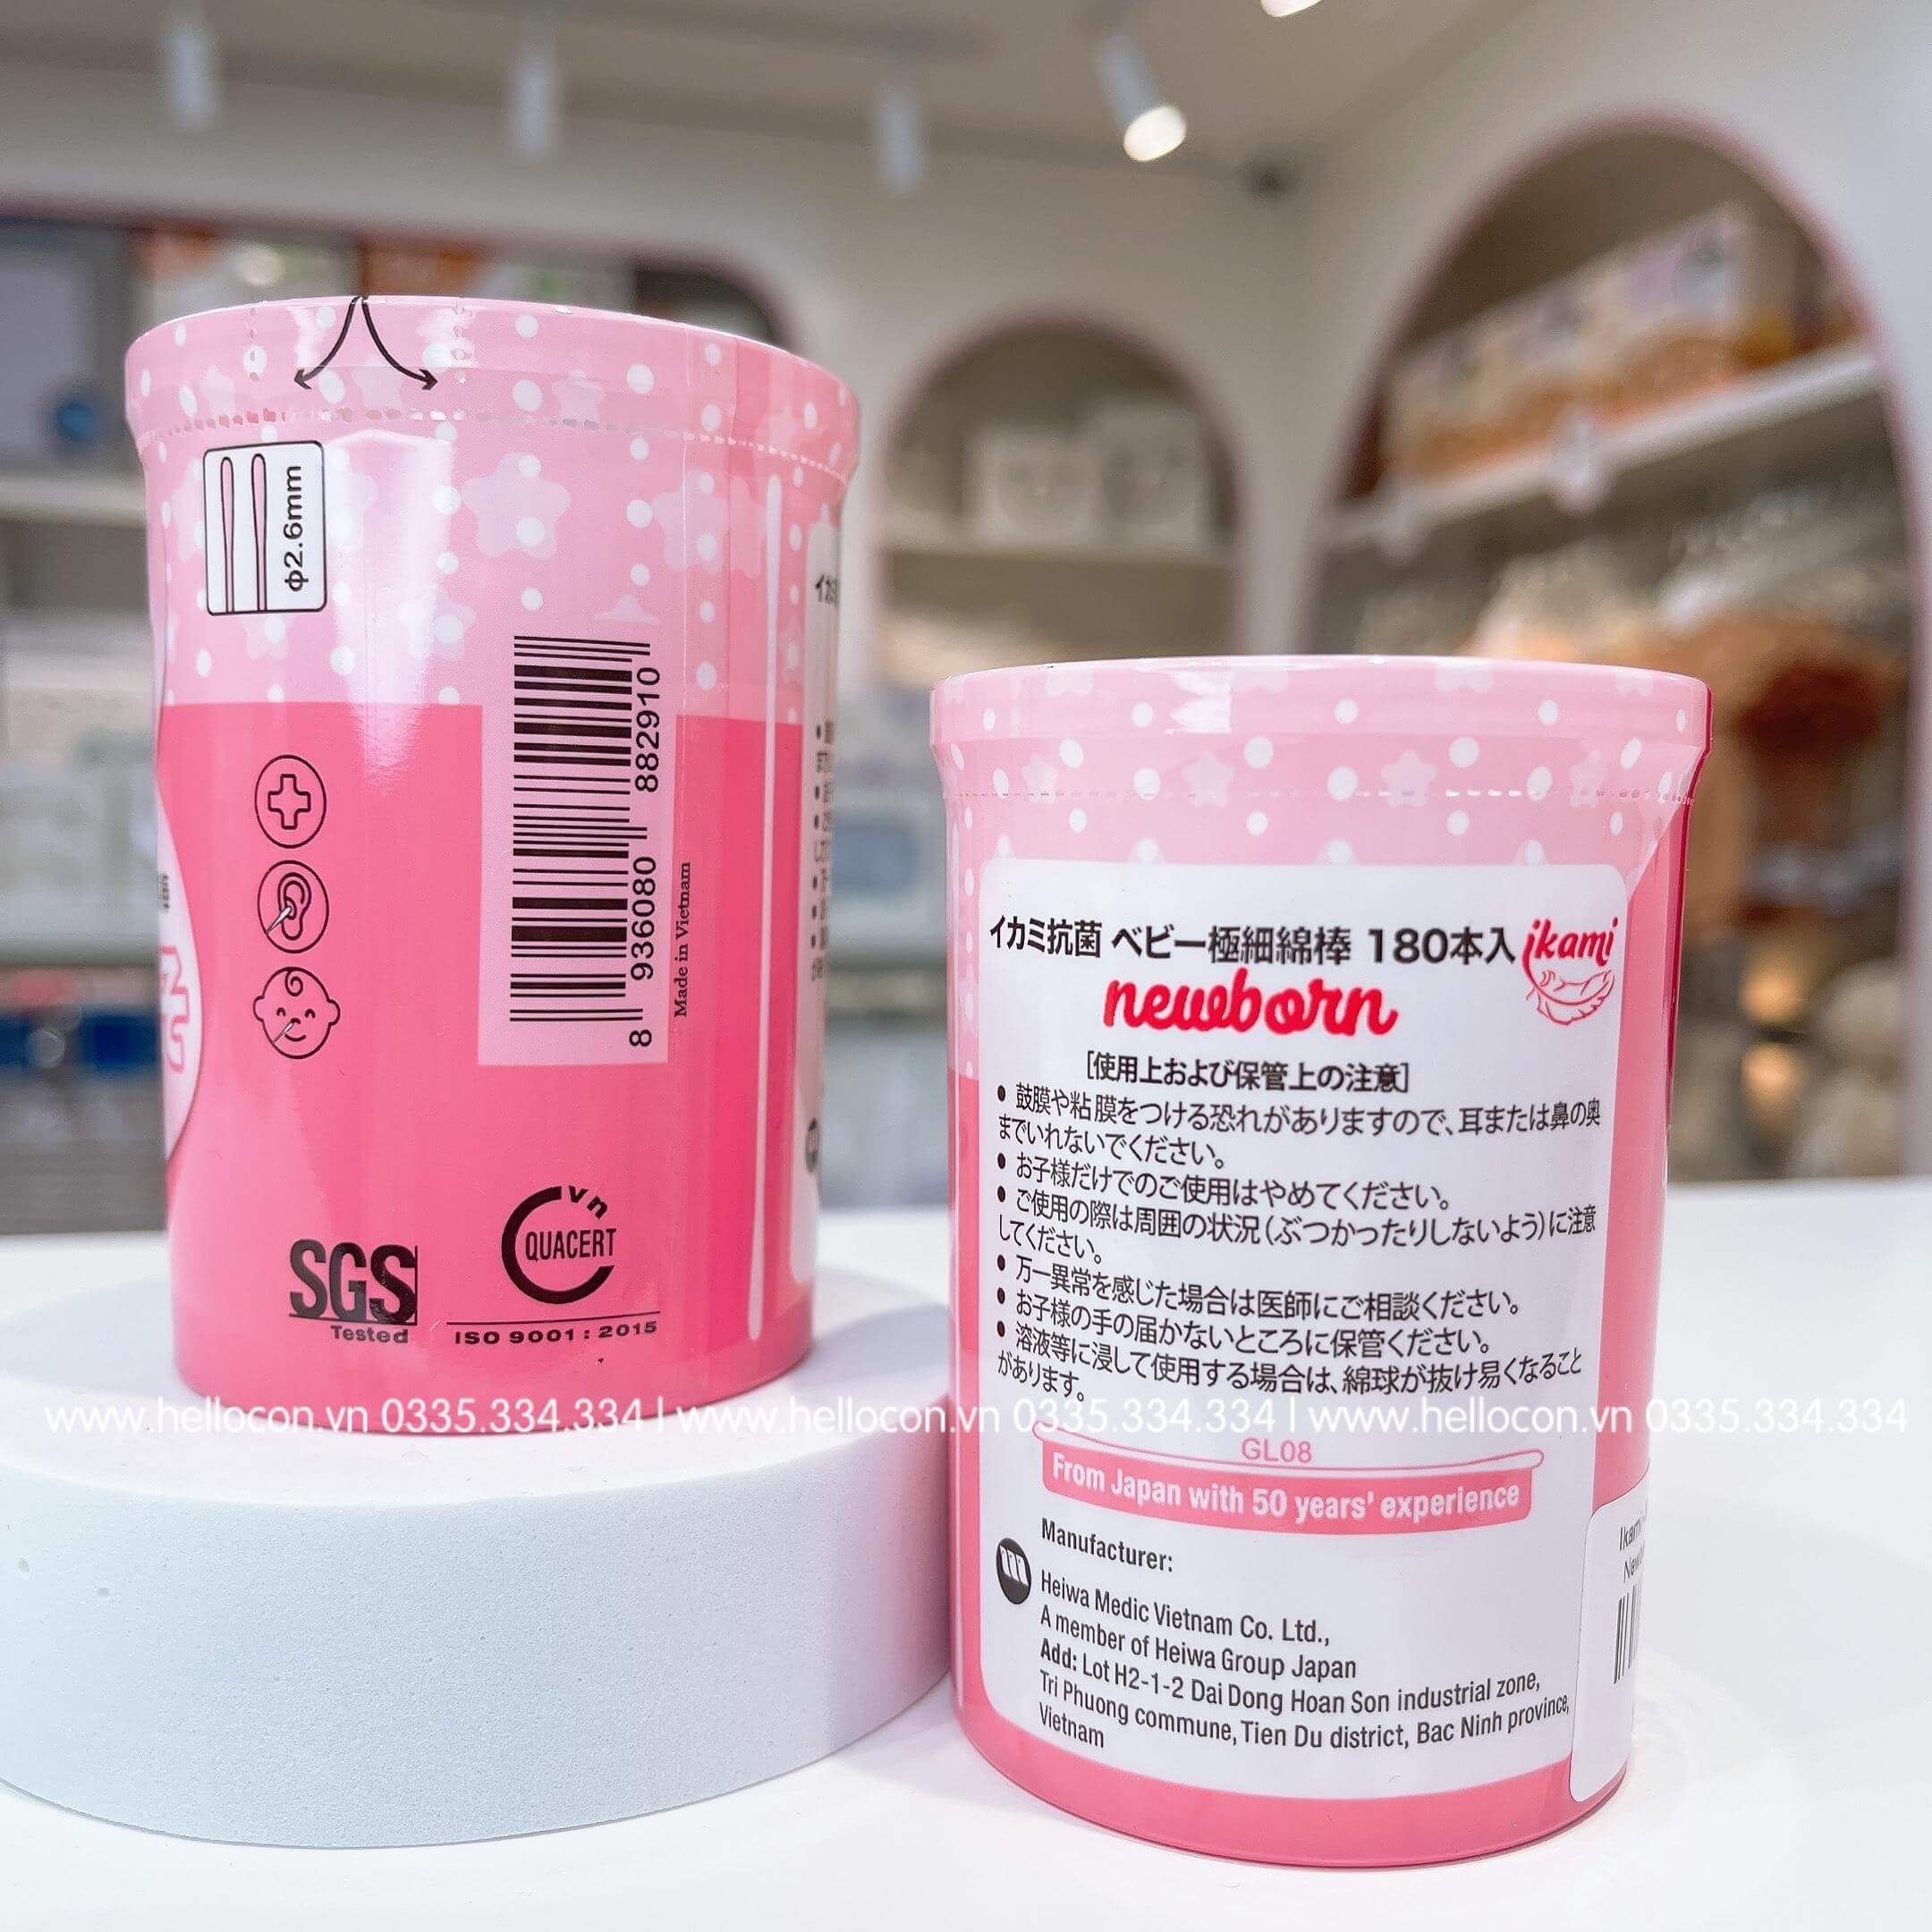 φ2.6mm
8 936080 882910
Made in Vietnam
SGS
Tested
vn
QUACERT
ISO 9001 : 2015
イカミ抗菌 ベビー極細綿棒 180本入
ikami
newborn
[使用上および保管上の注意]
• 鼓膜や粘膜をつける恐れがありますので、耳または鼻の奥
までいれないでください。
• お子様だけでのご使用はやめてください。
• ご使用の際は周囲の状況(ぶつかったりしないよう)に注意
してください。
• 万一異常を感じた場合は医師にご相談ください。
• お子様の手の届かないところに保管ください。
• 溶液等に浸して使用する場合は、綿球が抜け易くなること
があります。
www.hellocon.vn 0335.334.334 | www.hellocon.vn 0335.334.334 | www.hellocon.vn 0335.334.334
GL08
From Japan with 50 years' experience
Manufacturer:
Heiwa Medic Vietnam Co. Ltd.,
A member of Heiwa Group Japan
Add: Lot H2-1-2 Dai Dong Hoan Son industrial zone,
Tri Phuong commune, Tien Du district, Bac Ninh province,
Vietnam